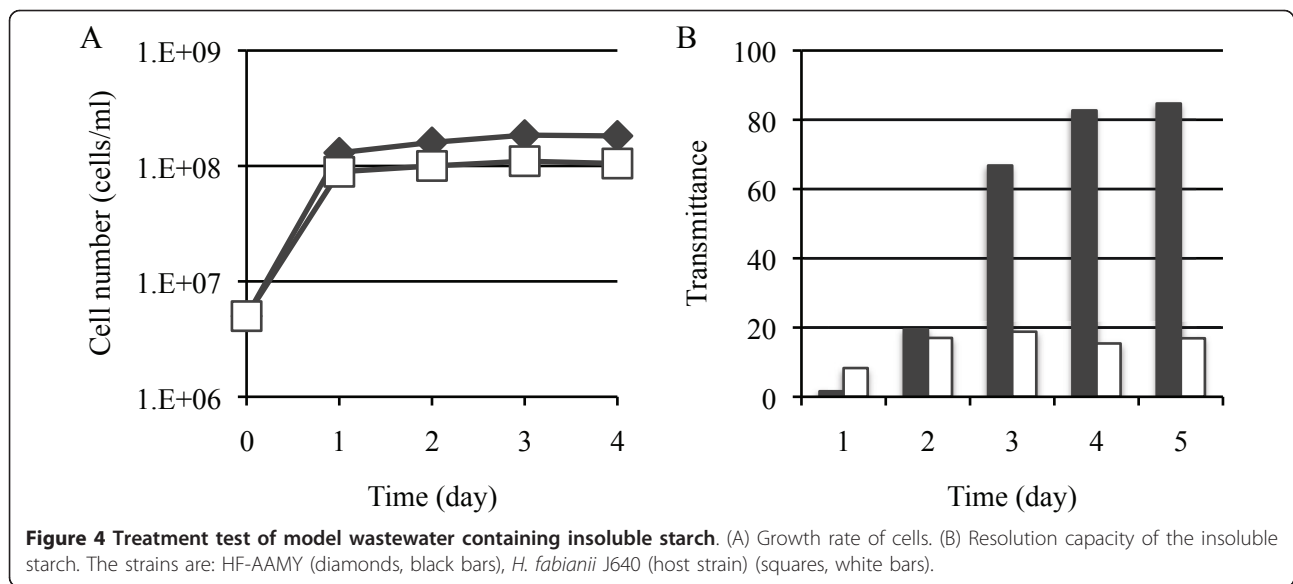 A
B
1.E+09
1.E+08
1.E+07
1.E+06
Cell number (cells/ml)
0 1 2 3 4
Time (day)
100
80
60
40
20
0
Transmittance
1 2 3 4 5
Time (day)
Figure 4 Treatment test of model wastewater containing insoluble starch. (A) Growth rate of cells. (B) Resolution capacity of the insoluble
starch. The strains are: HF-AAMY (diamonds, black bars), H. fabianii J640 (host strain) (squares, white bars).